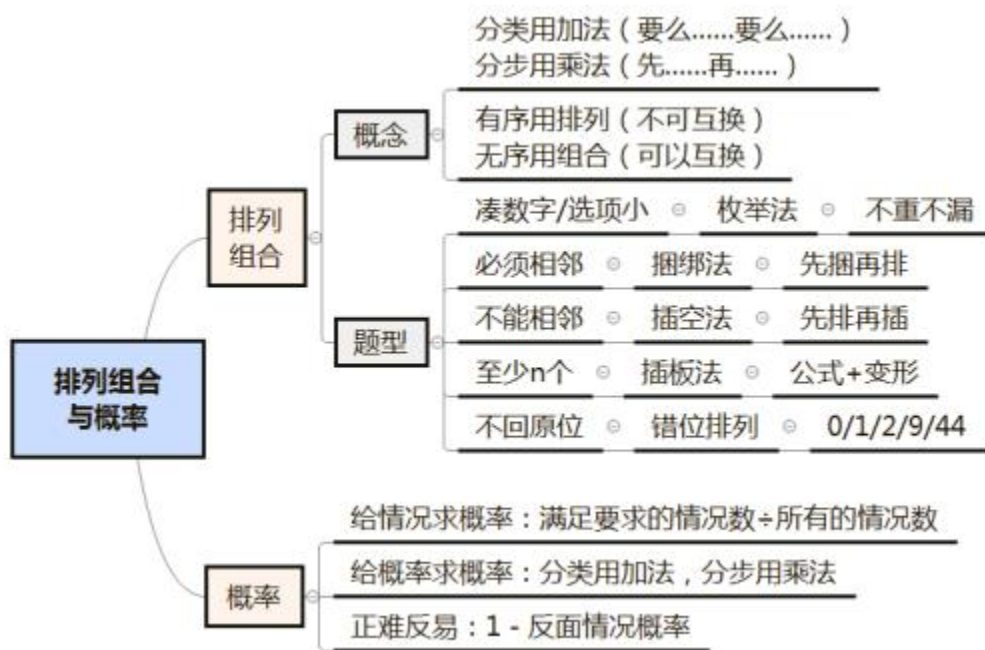 排列组合
与概率
排列
组合
概念
分类用加法（要么......要么......）
分步用乘法（先......再......）
有序用排列（不可互换）
无序用组合（可以互换）
题型
凑数字/选项小 枚举法 不重不漏
必须相邻 捆绑法 先捆再排
不能相邻 插空法 先排再插
至少n个 插板法 公式+变形
不回原位 错位排列 0/1/2/9/44
概率
给情况求概率：满足要求的情况数÷所有的情况数
给概率求概率：分类用加法，分步用乘法
正难反易：1 - 反面情况概率